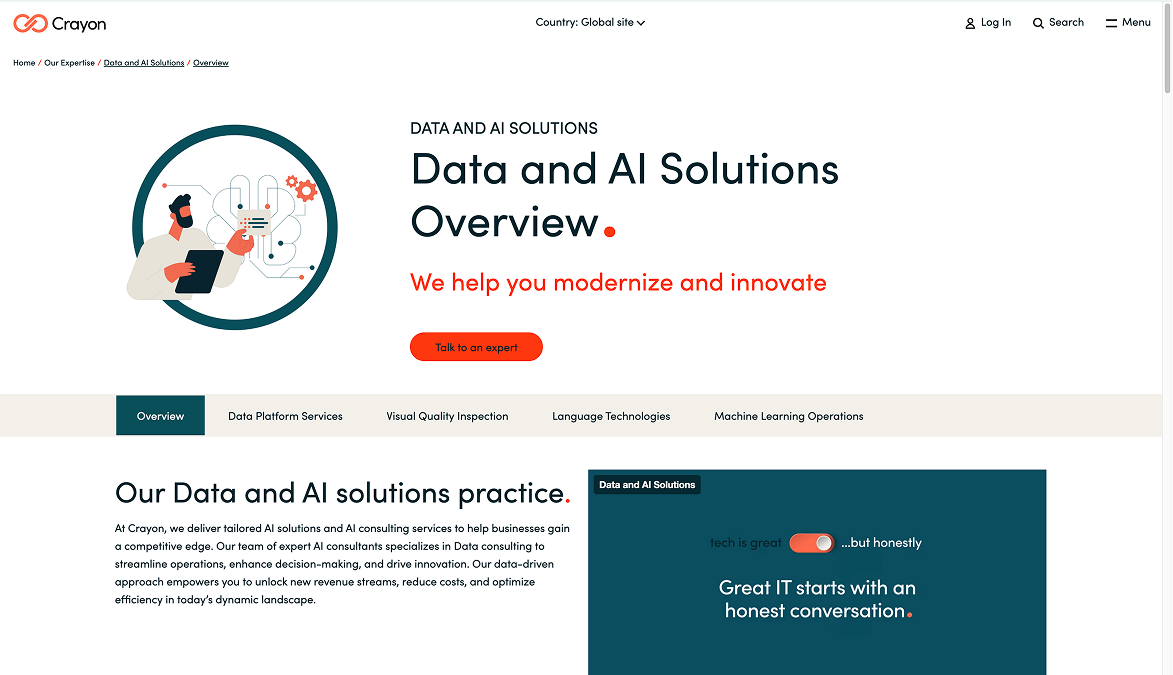 Crayon
Country: Global site
Log In
Search
Menu
Home / Our Expertise / Data and AI Solutions / Overview
DATA AND AI SOLUTIONS
Data and AI Solutions
Overview.
We help you modernize and innovate
Talk to an expert
Overview
Data Platform Services
Visual Quality Inspection
Language Technologies
Machine Learning Operations
Our Data and AI solutions practice.
At Crayon, we deliver tailored AI solutions and AI consulting services to help businesses gain
a competitive edge. Our team of expert AI consultants specializes in Data consulting to
streamline operations, enhance decision-making, and drive innovation. Our data-driven
approach empowers you to unlock new revenue streams, reduce costs, and optimize
efficiency in today's dynamic landscape.
Data and AI Solutions
tech is great ...but honestly
Great IT starts with an
honest conversation.